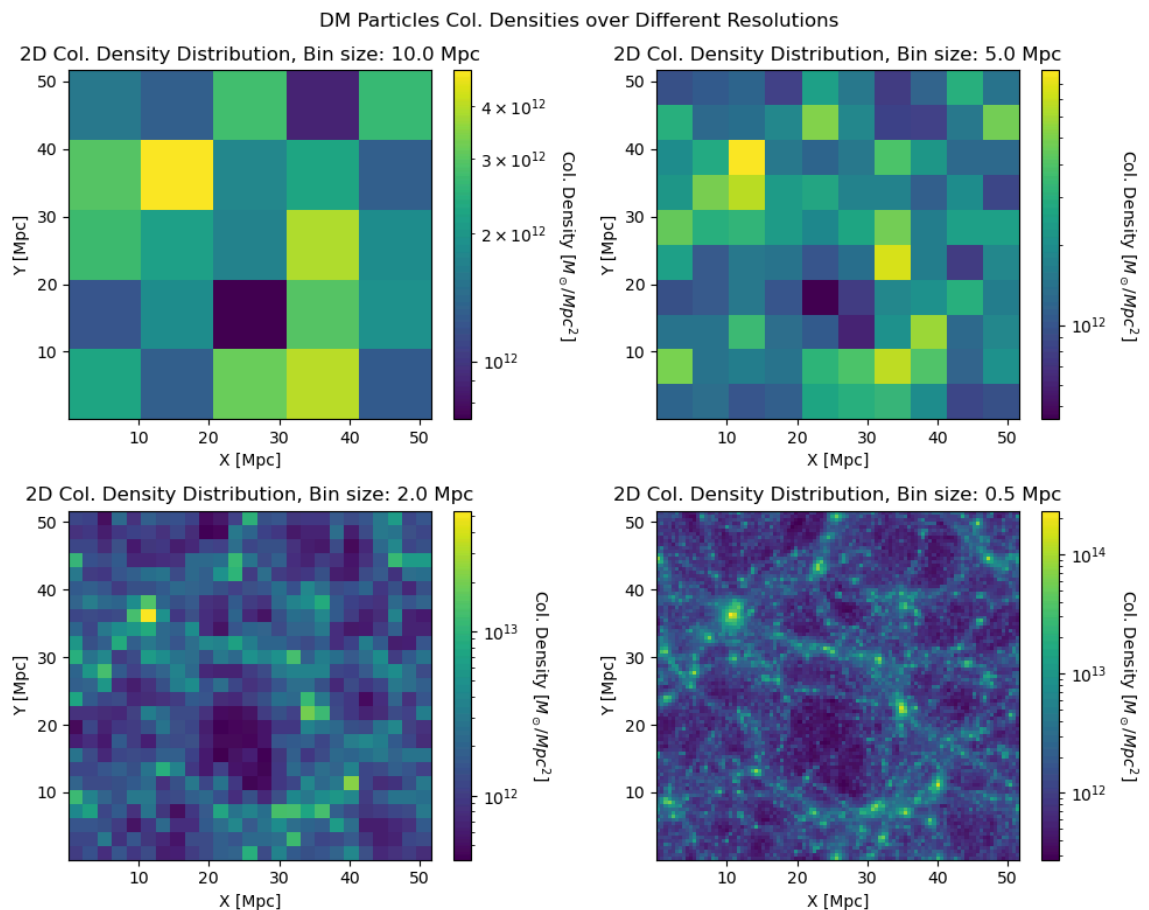 DM Particles Col. Densities over Different Resolutions
2D Col. Density Distribution, Bin size: 10.0 Mpc
50
40
30
20
10
Y [Mpc]
10 20 30 40 50
X [Mpc]
4 × 10¹²
3 × 10¹²
2 × 10¹²
10¹²
Col. Density [M_⊙/Mpc²]
2D Col. Density Distribution, Bin size: 5.0 Mpc
50
40
30
20
10
Y [Mpc]
10 20 30 40 50
X [Mpc]
10¹²
Col. Density [M_⊙/Mpc²]
2D Col. Density Distribution, Bin size: 2.0 Mpc
50
40
30
20
10
Y [Mpc]
10 20 30 40 50
X [Mpc]
10¹³
10¹²
Col. Density [M_⊙/Mpc²]
2D Col. Density Distribution, Bin size: 0.5 Mpc
50
40
30
20
10
Y [Mpc]
10 20 30 40 50
X [Mpc]
10¹⁴
10¹³
10¹²
Col. Density [M_⊙/Mpc²]